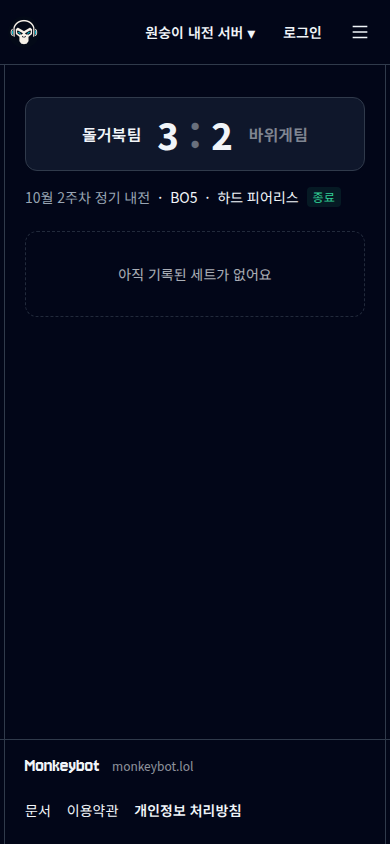 원숭이 내전 서버 ▾ 로그인
돌거북팀 3 : 2 바위게팀
10월 2주차 정기 내전 · BO5 · 하드 피어리스 종료
아직 기록된 세트가 없어요
Monkeybot monkeybot.lol
문서 이용약관 개인정보 처리방침